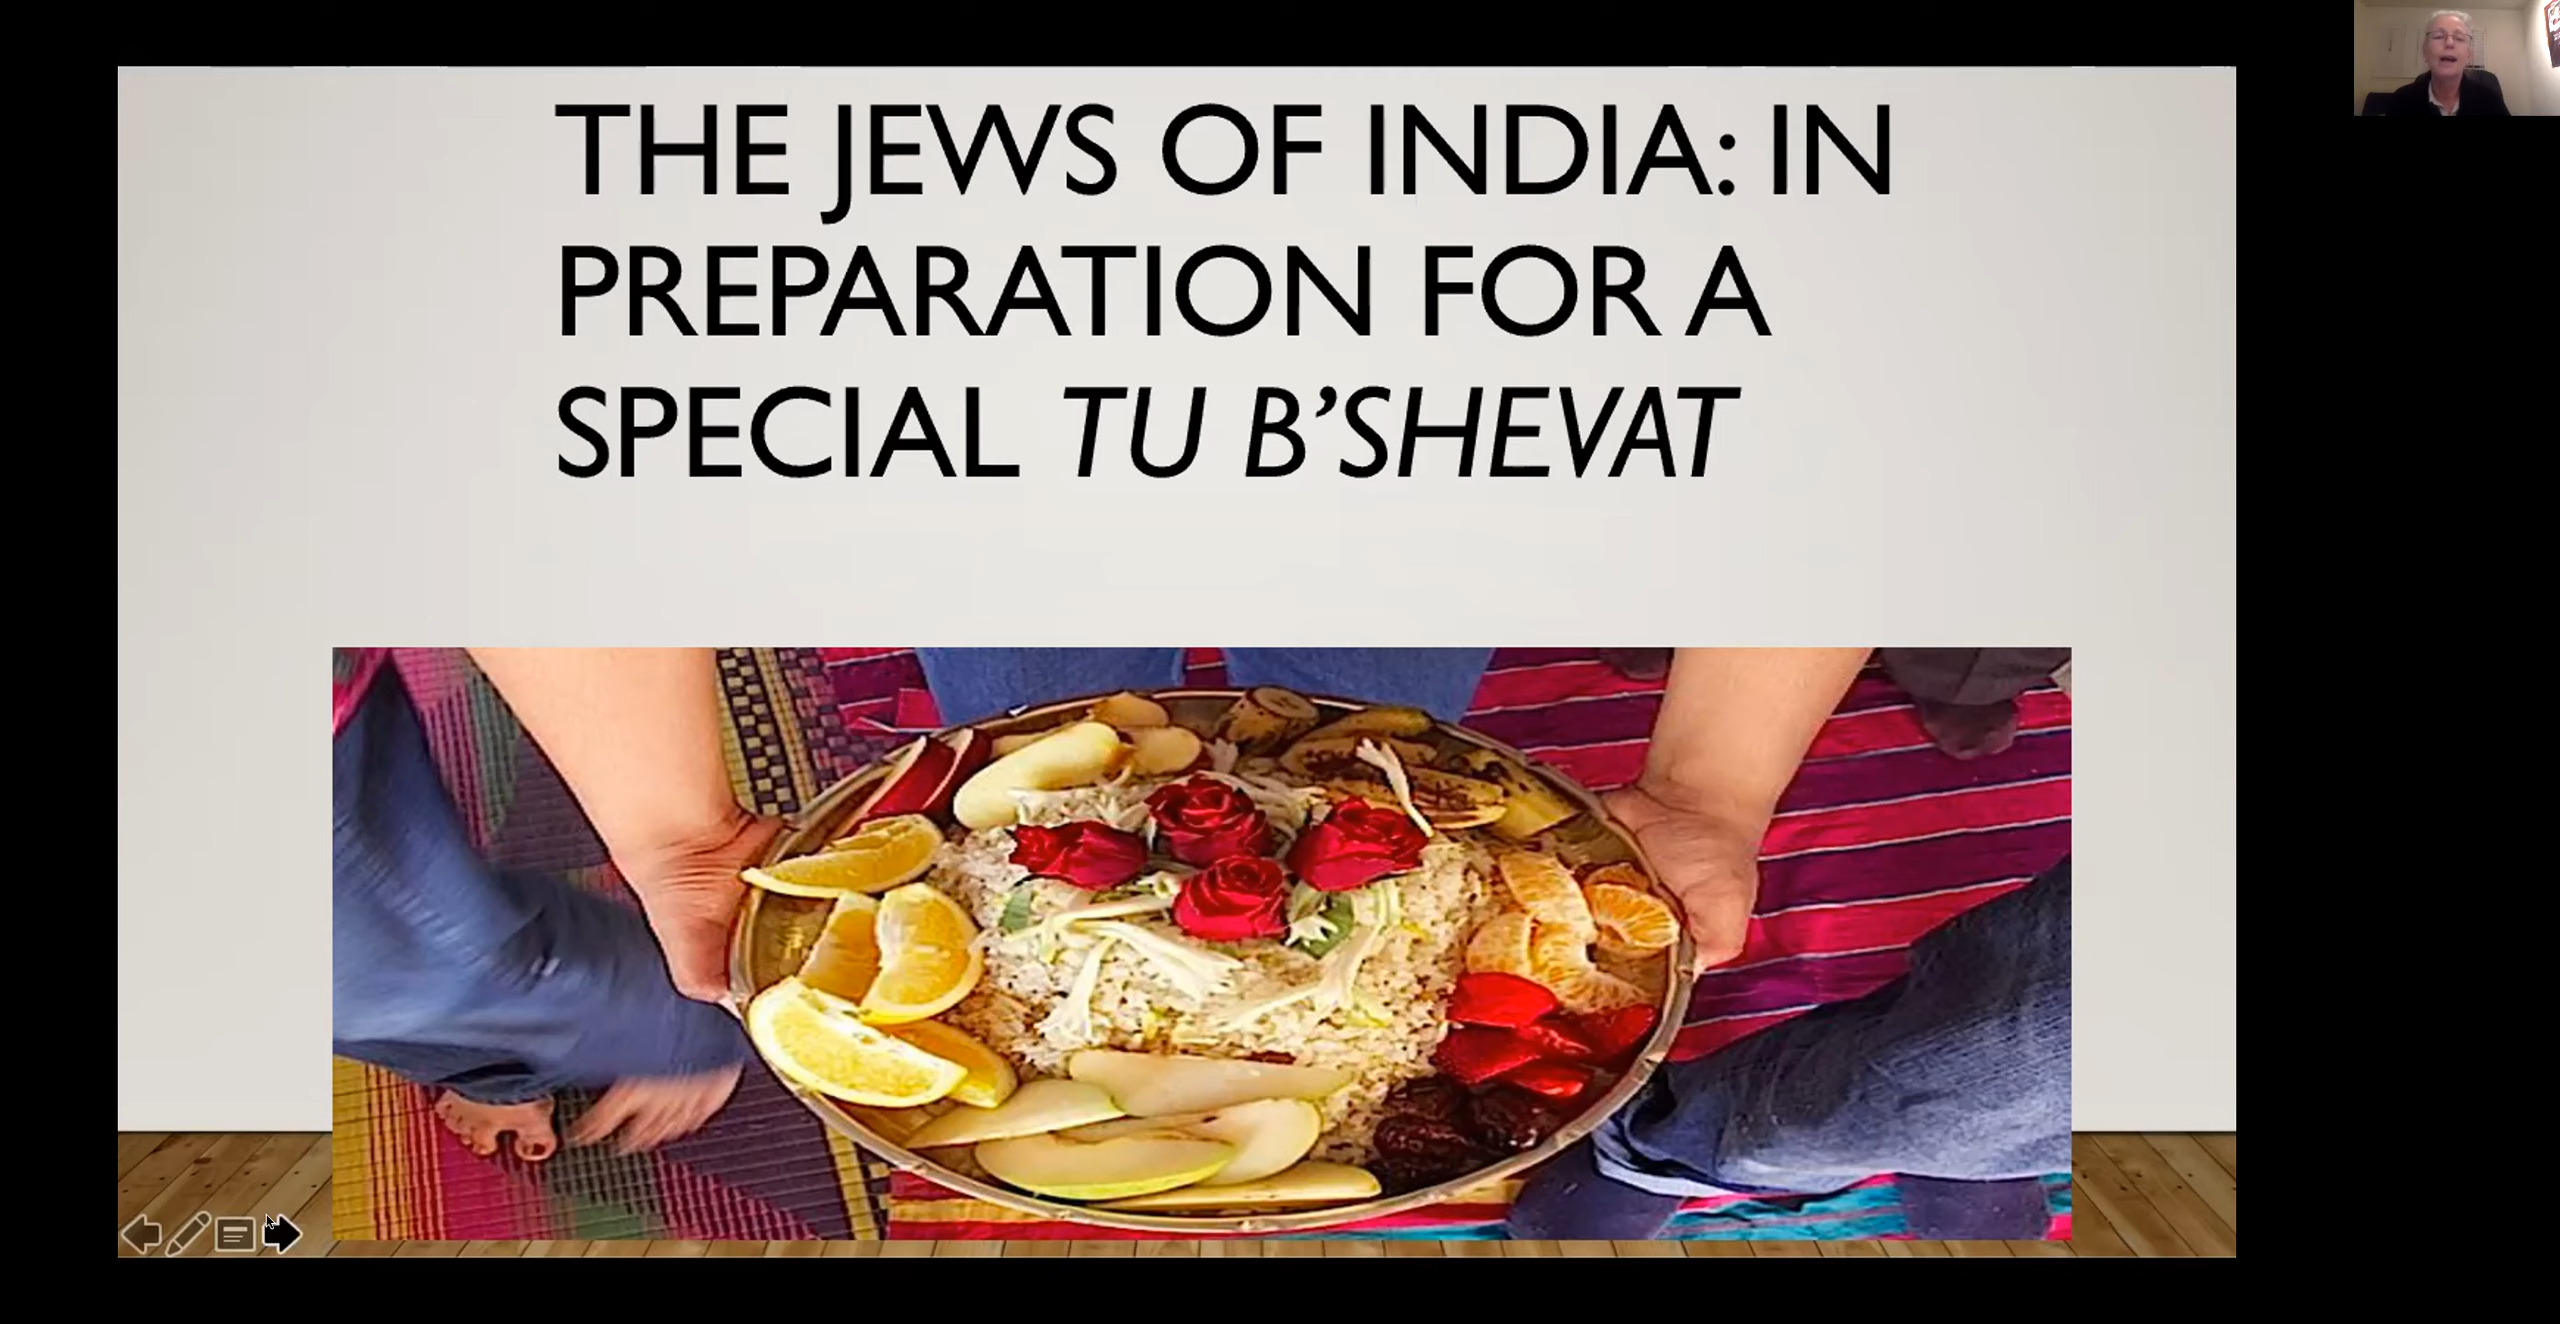 THE JEWS OF INDIA: IN
PREPARATION FOR A
SPECIAL TU B’SHEVAT